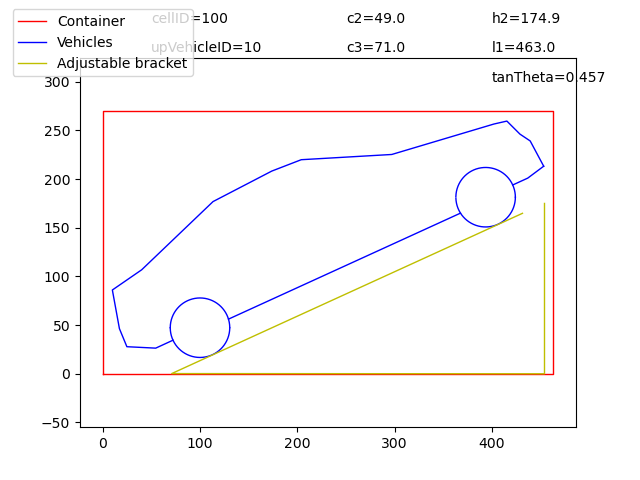 cellID=100 c2=49.0 h2=174.9
upVehicleID=10 c3=71.0 l1=463.0
tanTheta=0.457
Container
Vehicles
Adjustable bracket
300
250
200
150
100
50
0
−50
0 100 200 300 400